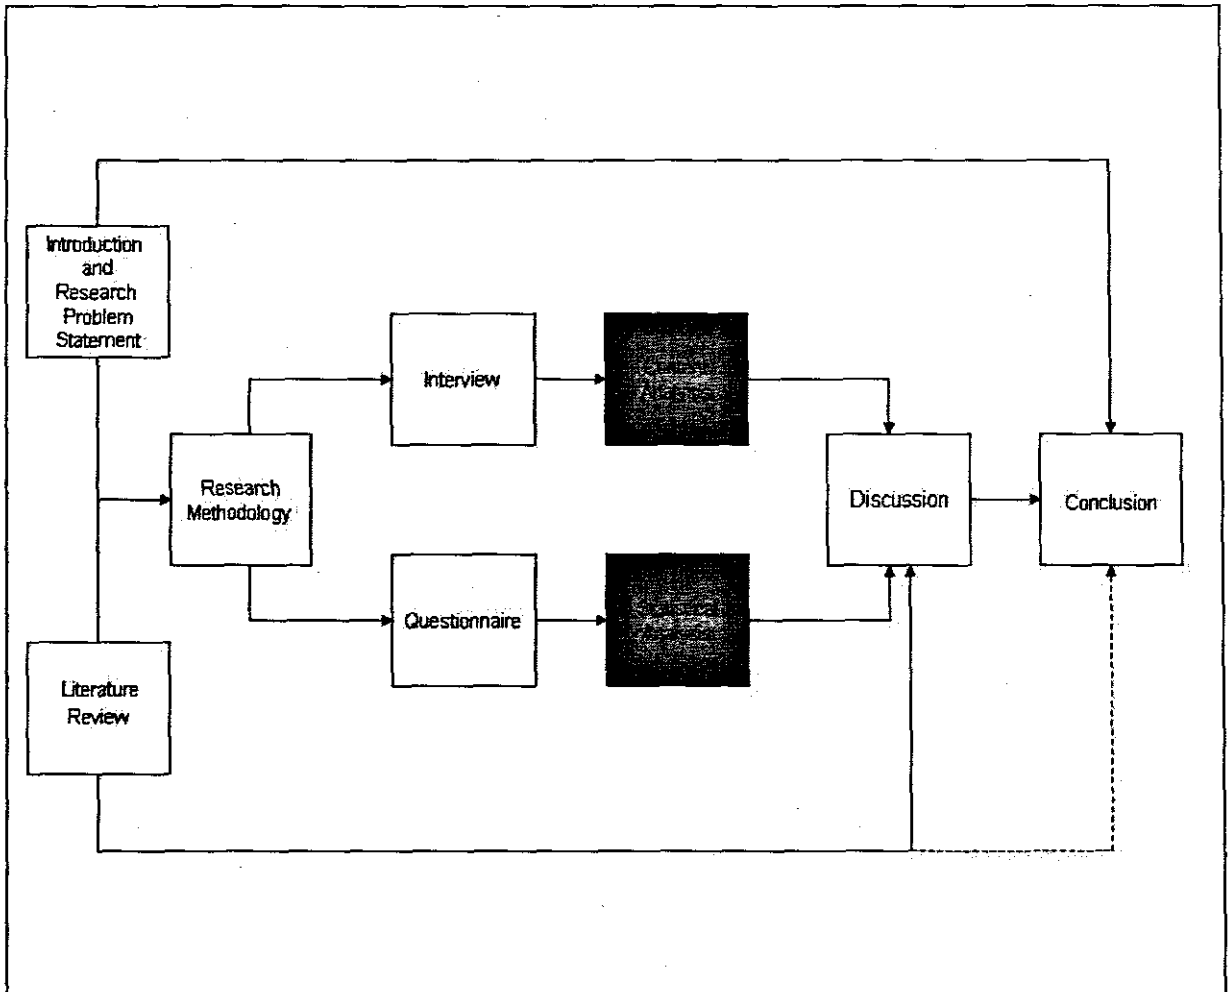 Introduction
and
Research
Problem
Statement
Interview
Research
Methodology
Discussion
Conclusion
Questionnaire
Literature
Review